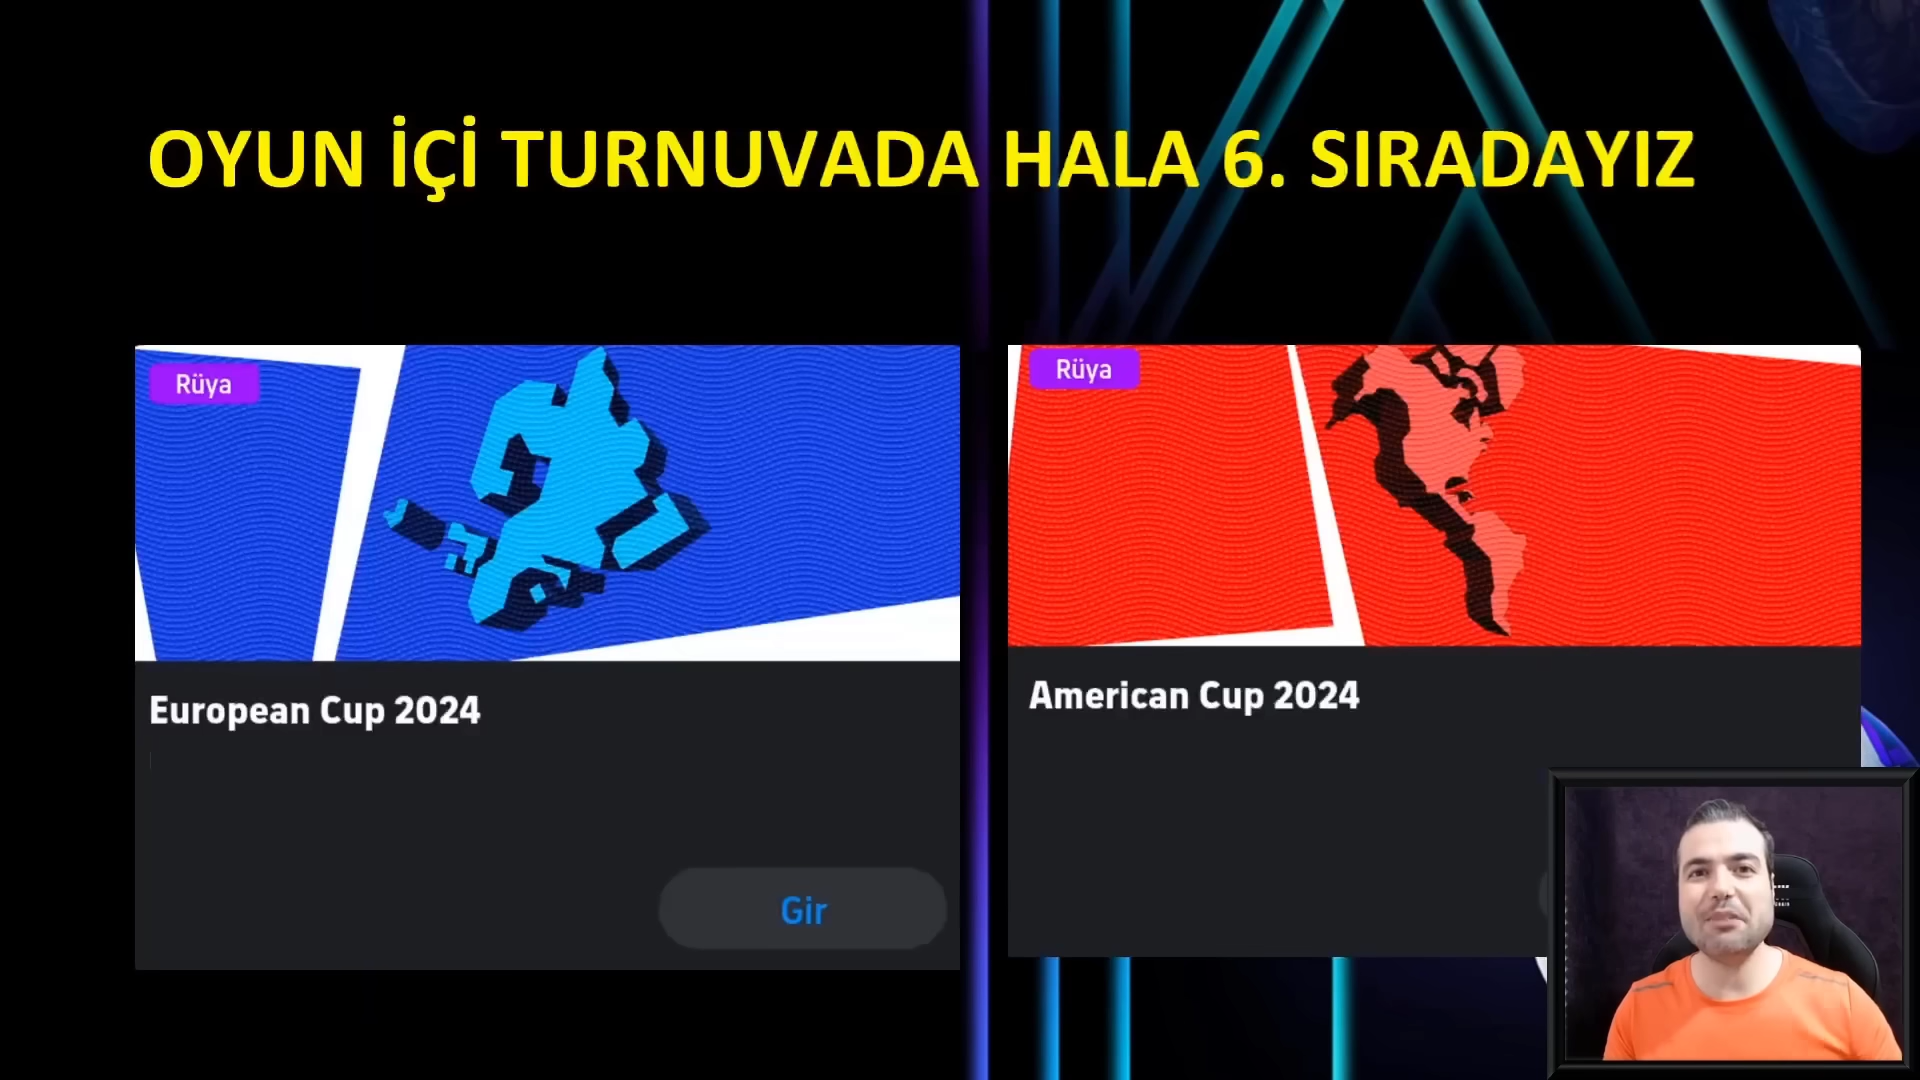 OYUN İÇİ TURNUVADA HALA 6. SIRADAYIZ
Rüya
European Cup 2024
Gir
Rüya
American Cup 2024